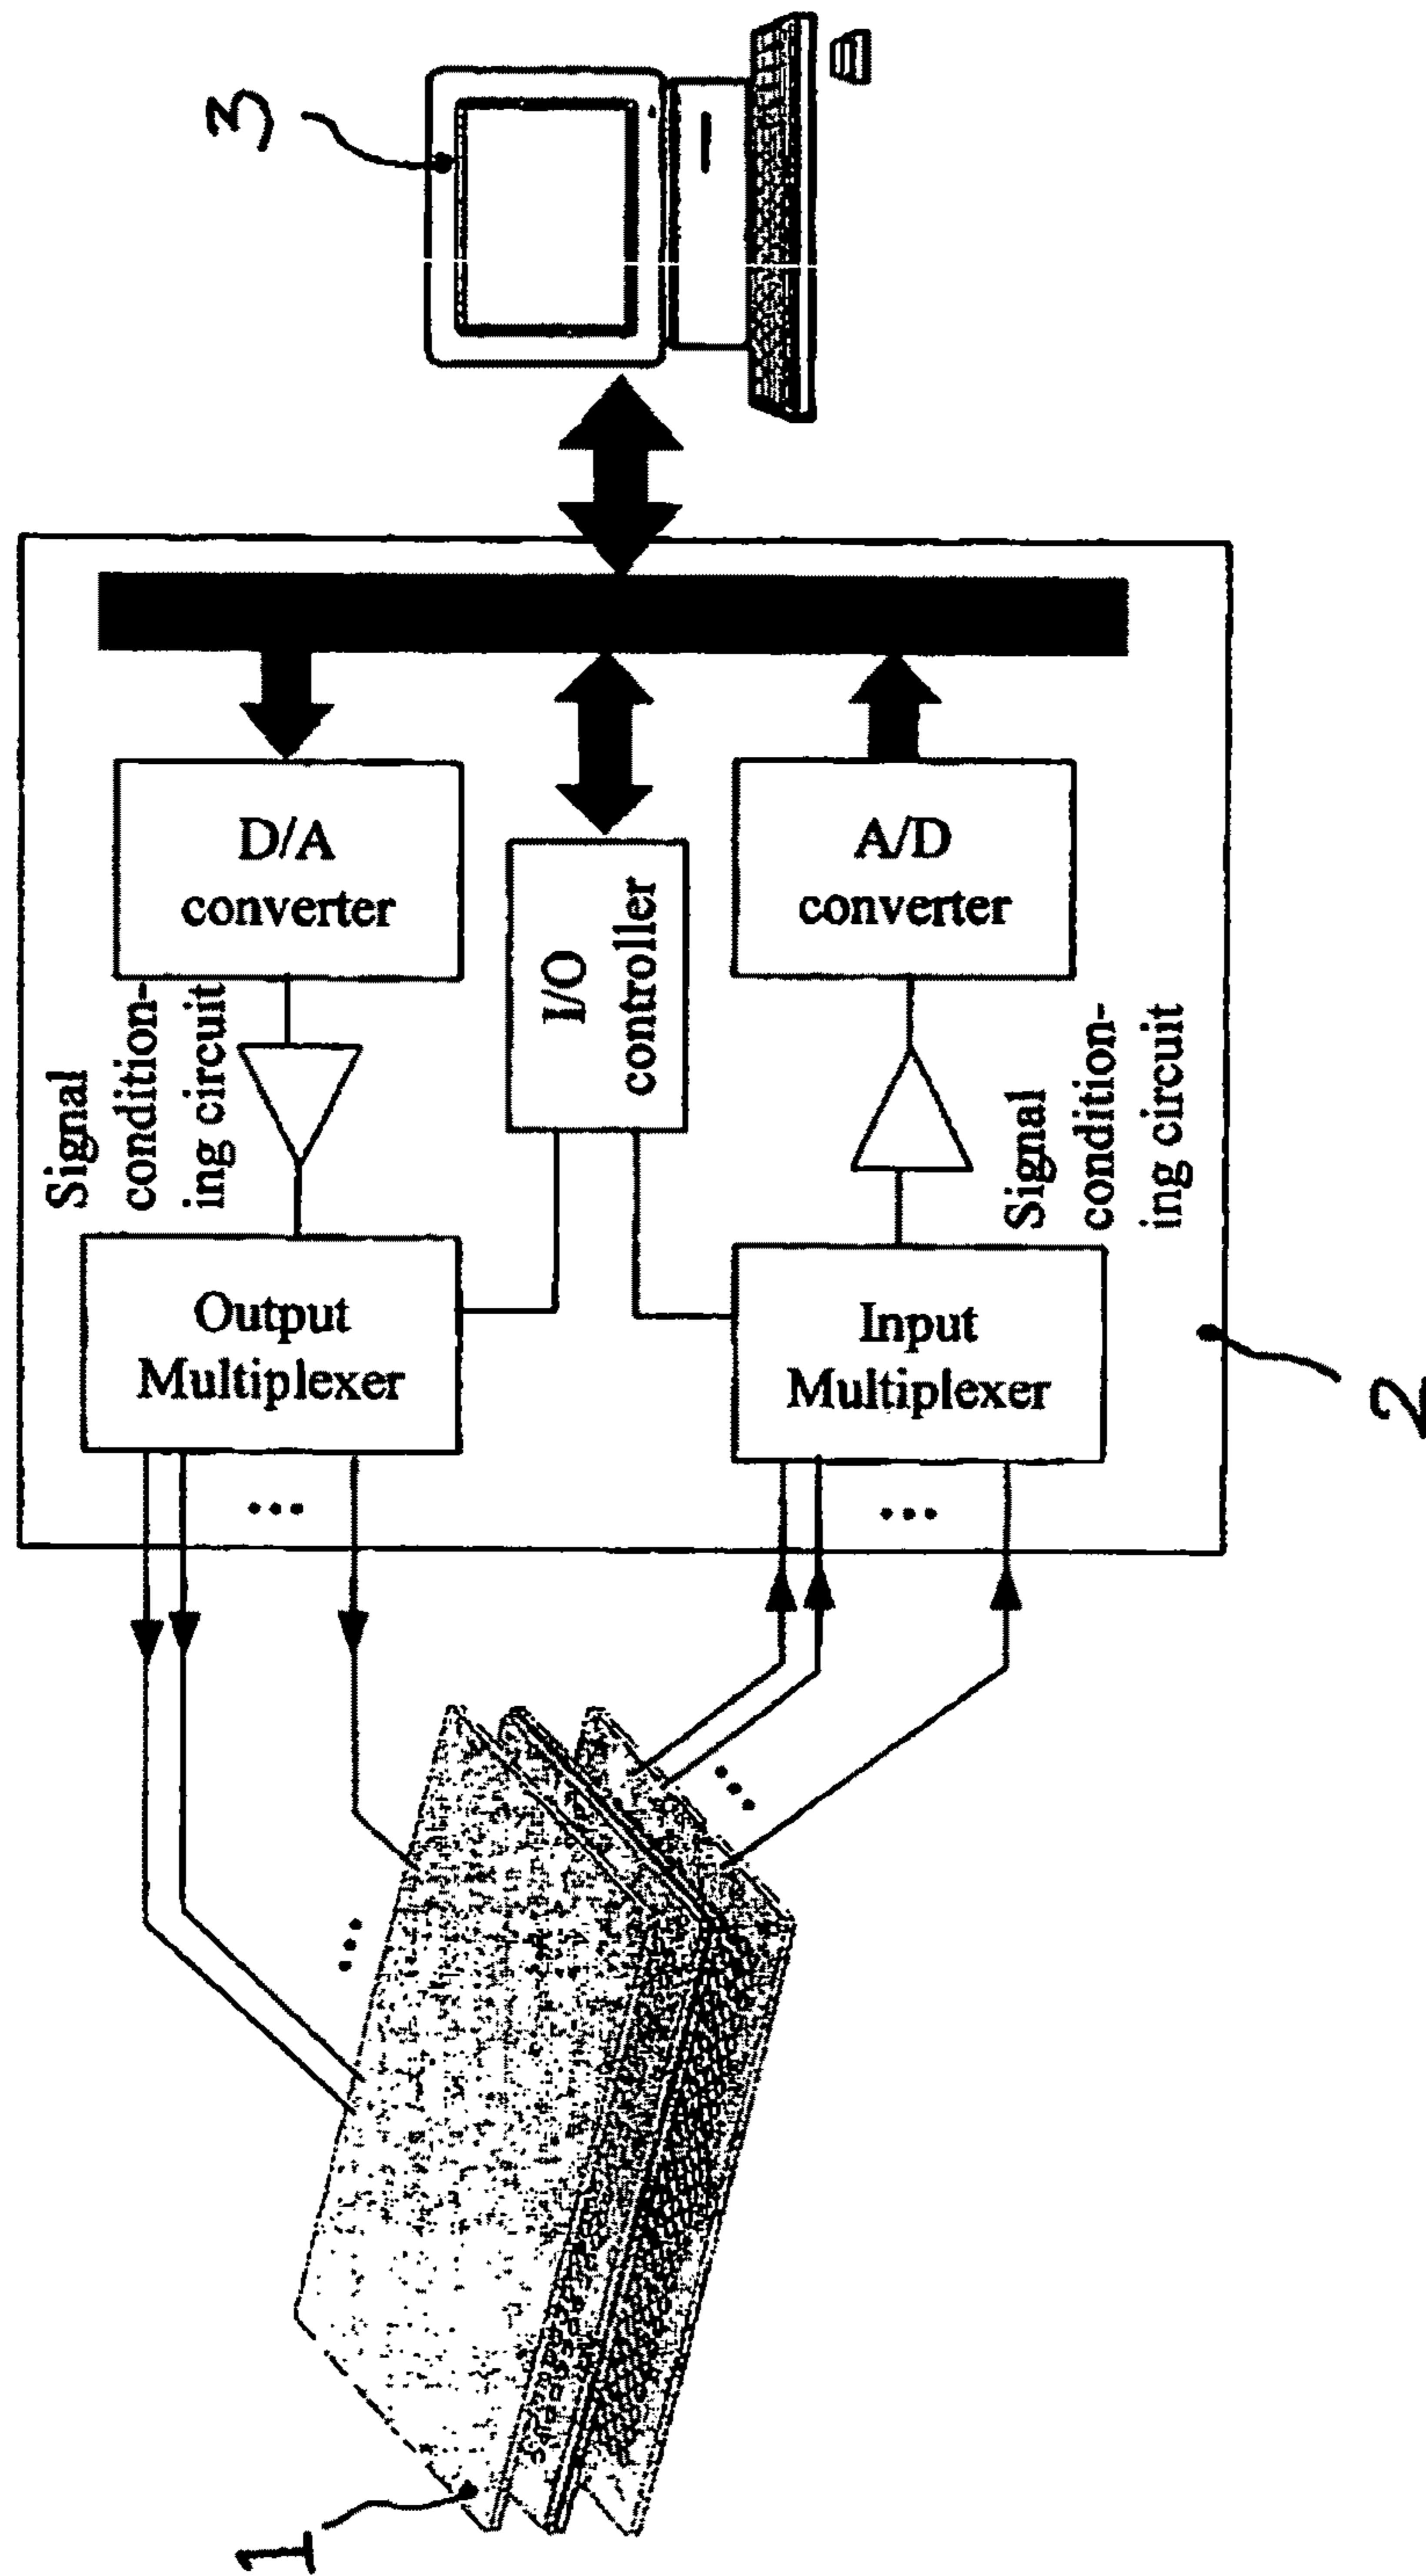 3
Signal
condition-
ing circuit
D/A
converter
Output
Multiplexer
...
...
I/O
controller
A/D
converter
Signal
condition-
ing circuit
Input
Multiplexer
...
...
1
2